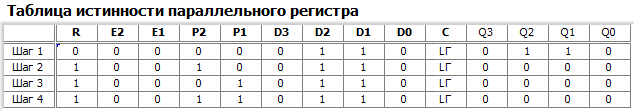 Таблица истинности параллельного регистра
R E2 E1 P2 P1 D3 D2 D1 D0 C Q3 Q2 Q1 Q0
Шаг 1 0 0 0 0 0 0 1 1 0 LГ 0 1 1 0
Шаг 2 1 0 0 1 0 0 1 1 0 LГ 0 0 0 0
Шаг 3 1 0 0 0 1 0 1 1 0 LГ 0 0 0 0
Шаг 4 1 0 0 1 1 0 1 1 0 LГ 0 0 0 0